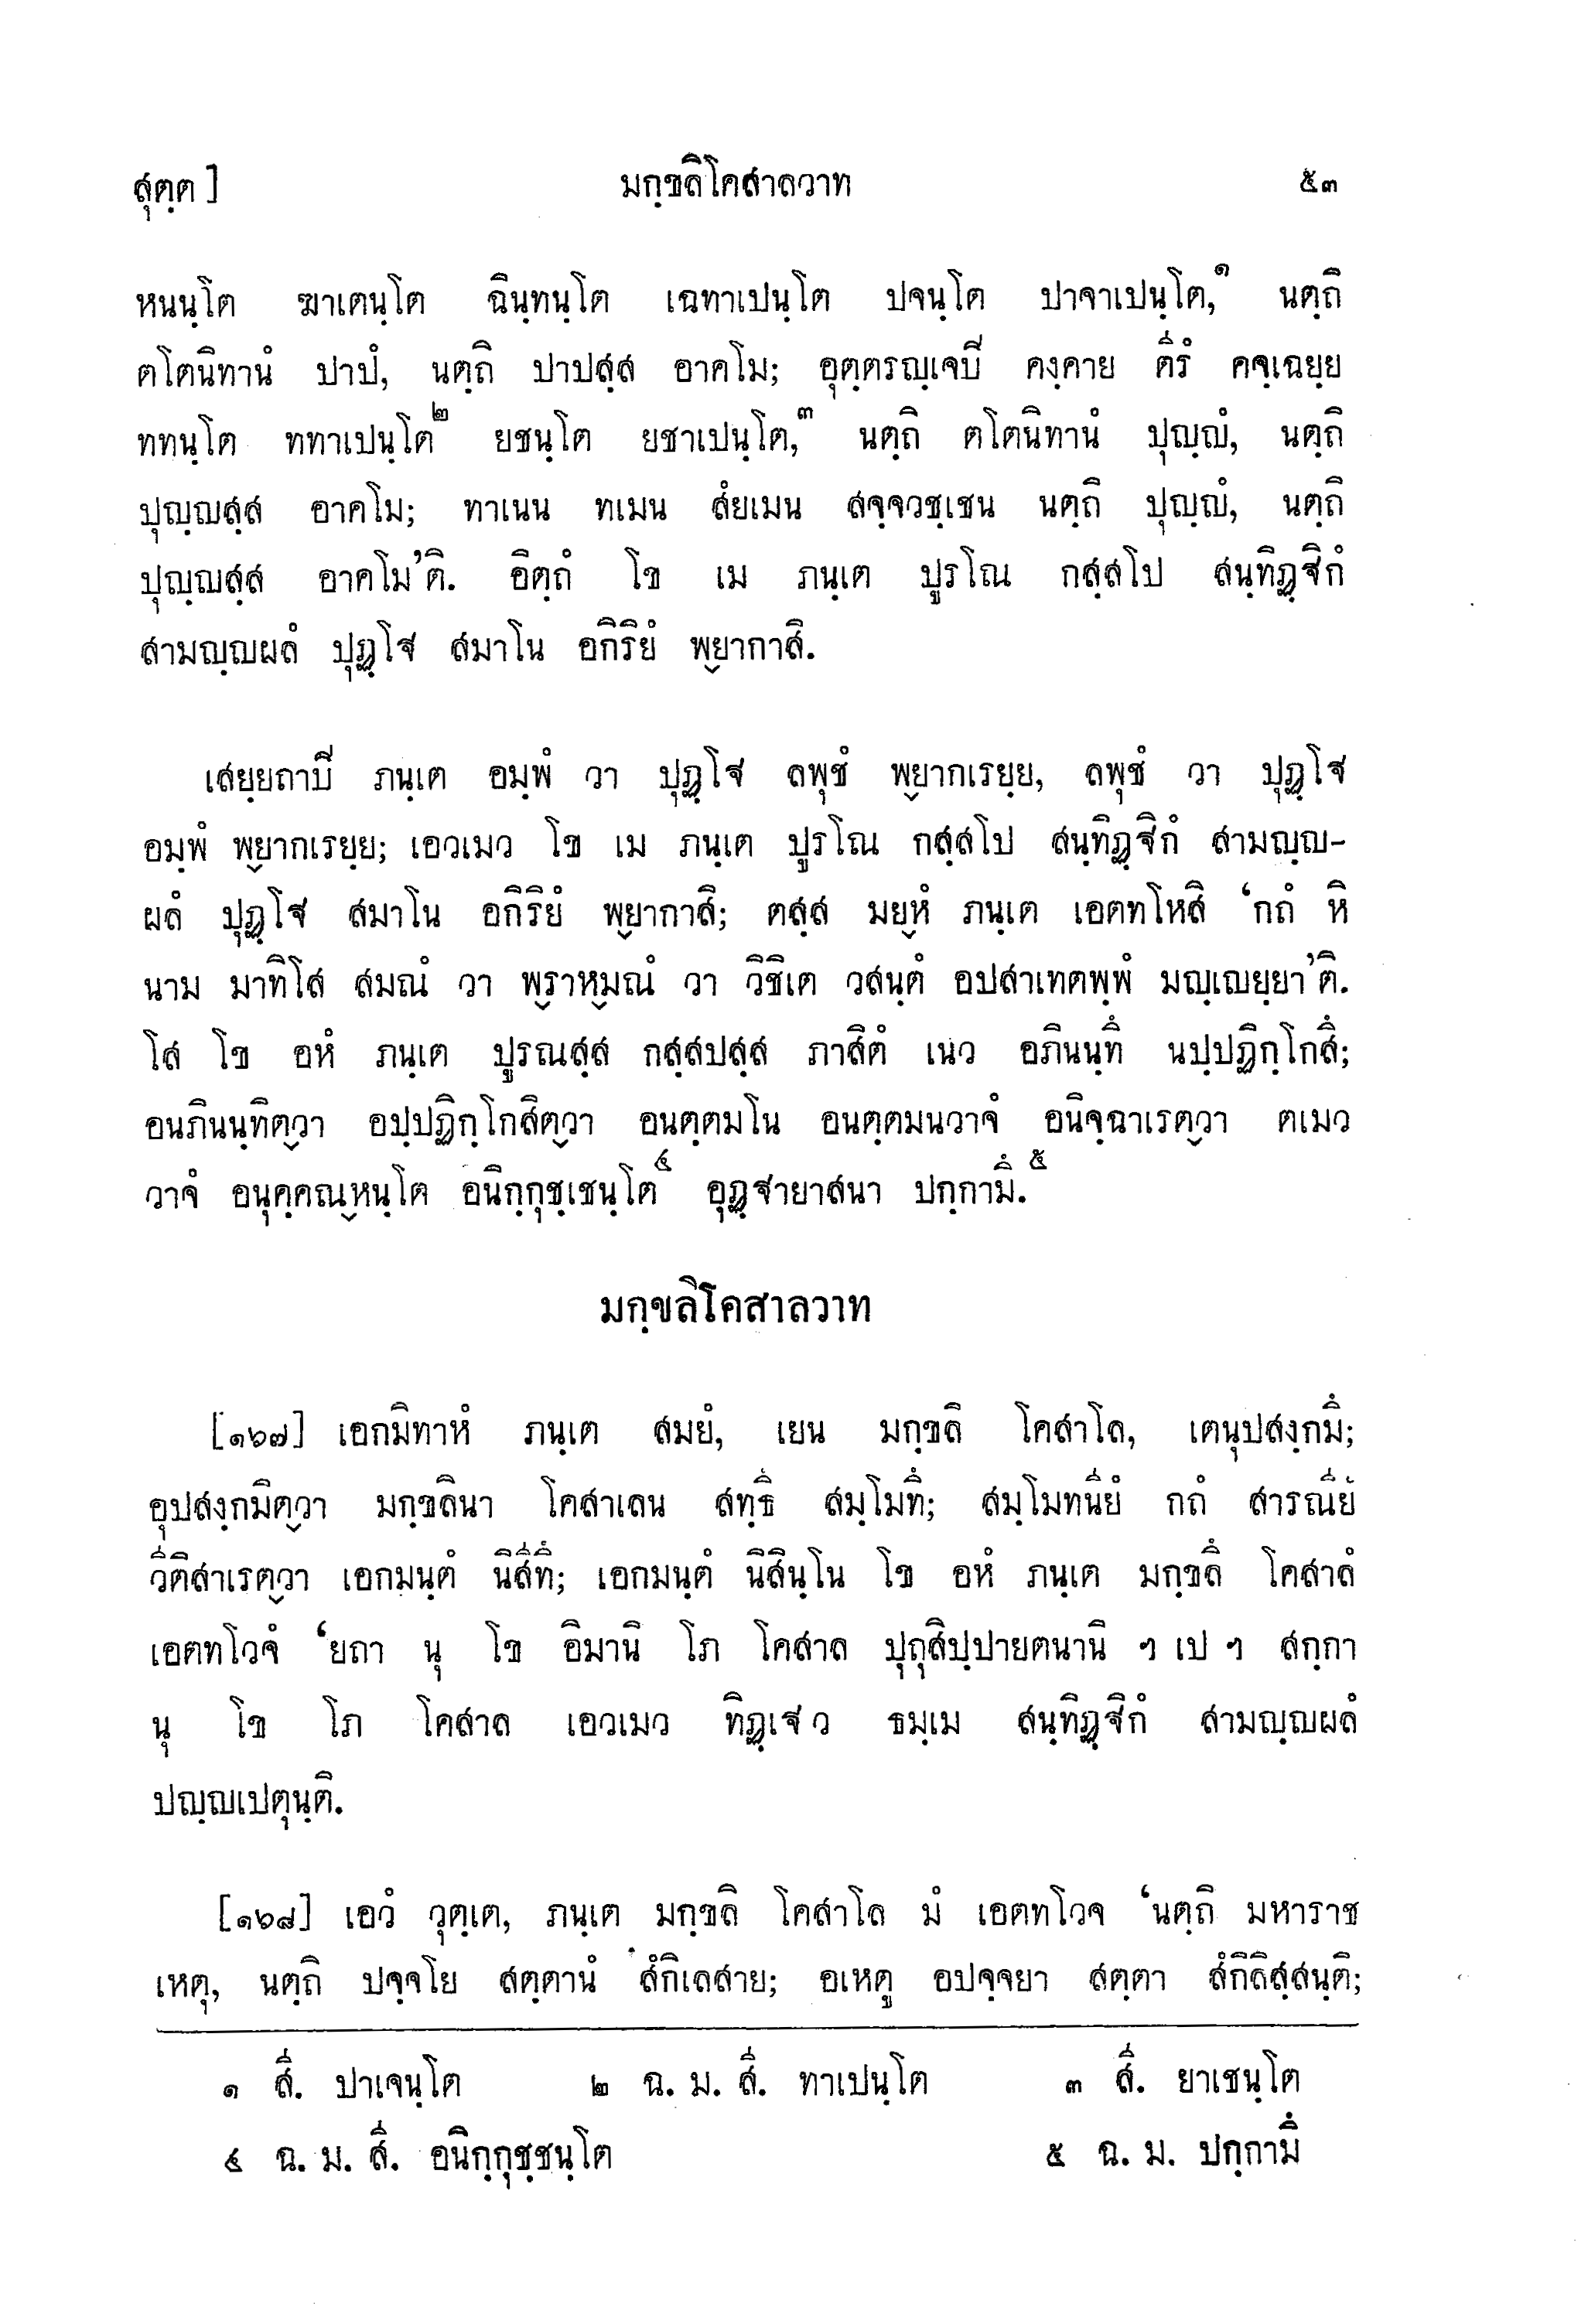 สุตฺต] มกฺขลิโคสาลวาท ๕๓
หนนฺโต ฆาเตนฺโต ฉินฺทนฺโต เฉทาเปนฺโต ปจนฺโต ปาจาเปนฺโต,๑ นตฺถิ
ตโตนิทานํ ปาปํ, นตฺถิ ปาปสฺส อาคโม; อุตฺตรญฺเจปิ คงฺคาย ตีรํ คจฺเฉยฺย
ททนฺโต ททาเปนฺโต๒ ยชนฺโต ยชาเปนฺโต,๓ นตฺถิ ตโตนิทานํ ปุญฺญํ, นตฺถิ
ปุญฺญสฺส อาคโม; ทาเนน ทเมน สํยเมน สจฺจวชฺเชน นตฺถิ ปุญฺญํ, นตฺถิ
ปุญฺญสฺส อาคโม’ติ. อิตฺถํ โข เม ภนฺเต ปูรโณ กสฺสโป สนฺทิฏฺฐิกํ
สามญฺญผลํ ปุฏฺโฐ สมาโน อกิริยํ พฺยากาสิ.
เสยฺยถาปิ ภนฺเต อมฺพํ วา ปุฏฺโฐ ลพุชํ พฺยากเรยฺย, ลพุชํ วา ปุฏฺโฐ
อมฺพํ พฺยากเรยฺย; เอวเมว โข เม ภนฺเต ปูรโณ กสฺสโป สนฺทิฏฺฐิกํ สามญฺญ-
ผลํ ปุฏฺโฐ สมาโน อกิริยํ พฺยากาสิ; ตสฺส มยฺหํ ภนฺเต เอตทโหสิ ‘กถํ หิ
นาม มาทิโส สมณํ วา พฺราหฺมณํ วา วิชิเต วสนฺตํ อปสาเทตพฺพํ มญฺเญยฺยา’ติ.
โส โข อหํ ภนฺเต ปูรณสฺส กสฺสปสฺส ภาสิตํ เนว อภินนฺทึ นปฺปฏิกฺโกสึ;
อนภินนฺทิตฺวา อปฺปฏิกฺโกสิตฺวา อนตฺตมโน อนตฺตมนวาจํ อนิจฺฉาเรตฺวา ตเมว
วาจํ อนุคฺคณฺหนฺโต อนิกฺกุชฺเชนฺโต๔ อุฏฺฐายาสนา ปกฺกามึ.๕
มกฺขลิโคสาลวาท
[๑๖๗] เอกมิทาหํ ภนฺเต สมยํ, เยน มกฺขลิ โคสาโล, เตนุปสงฺกมึ;
อุปสงฺกมิตฺวา มกฺขลินา โคสาเลน สทฺธึ สมฺโมทึ; สมฺโมทนียํ กถํ สารณียํ
วีติสาเรตฺวา เอกมนฺตํ นิสีทึ; เอกมนฺตํ นิสินฺโน โข อหํ ภนฺเต มกฺขลึ โคสาลํ
เอตทโวจํ ‘ยถา นุ โข อิมานิ โภ โคสาล ปุถุสิปฺปายตนานิ ฯ เป ฯ สกฺกา
นุ โข โภ โคสาล เอวเมว ทิฏฺเฐว ธมฺเม สนฺทิฏฺฐิกํ สามญฺญผลํ
ปญฺญเปตุนฺติ.
[๑๖๘] เอวํ วุตฺเต, ภนฺเต มกฺขลิ โคสาโล มํ เอตทโวจ ‘นตฺถิ มหาราช
เหตุ, นตฺถิ ปจฺจโย สตฺตานํ สํกิเลสาย; อเหตู อปจฺจยา สตฺตา สํกิลิสฺสนฺติ;
๑ สี. ปาเจนฺโต ๒ ฉ. ม. สี. ทาเปนฺโต ๓ สี. ยาเชนฺโต
๔ ฉ. ม. สี. อนิกฺกุชฺชนฺโต ๕ ฉ. ม. ปกฺกามึ